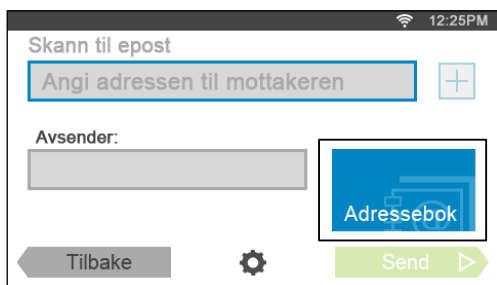 12:25PM
Skann til epost
Angi adressen til mottakeren
Avsender:
Adressebok
Tilbake
Send